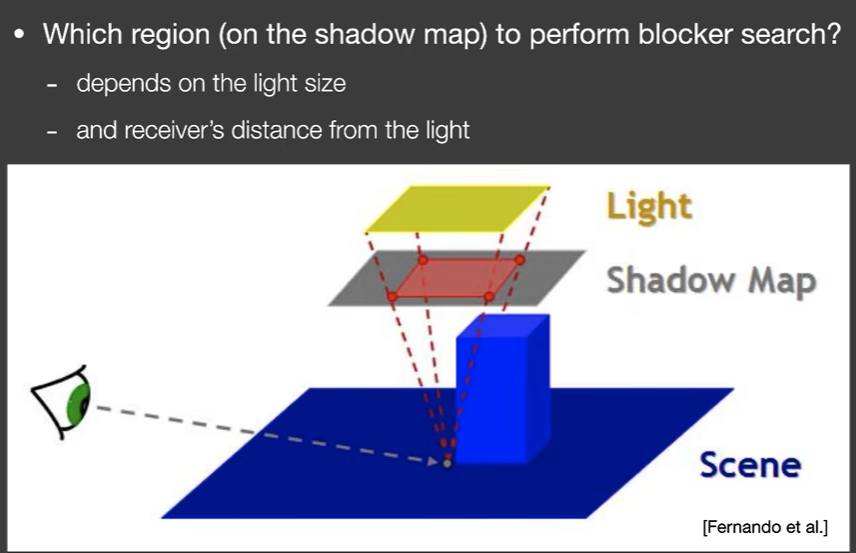 • Which region (on the shadow map) to perform blocker search?
- depends on the light size
- and receiver's distance from the light
Light
Shadow Map
Scene
[Fernando et al.]